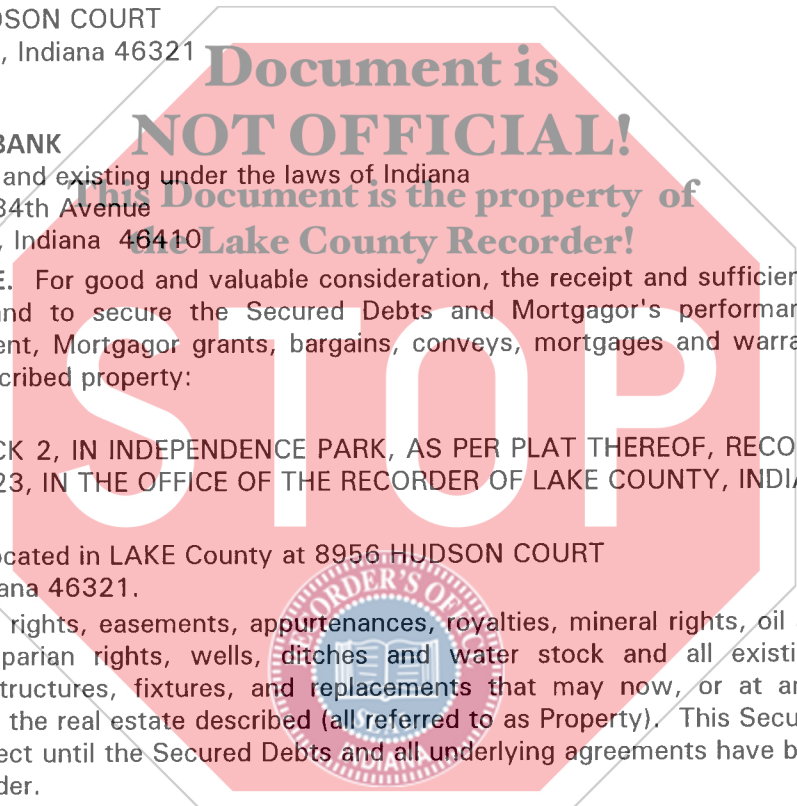 DSON COURT
, Indiana 46321
Document is
NOT OFFICIAL!
BANK
and existing under the laws of Indiana
This Document is the property of
34th Avenue
, Indiana 46410
the Lake County Recorder!
E. For good and valuable consideration, the receipt and sufficien
and to secure the Secured Debts and Mortgagor's performan
ent, Mortgagor grants, bargains, conveys, mortgages and warra
scribed property:
STOP
CK 2, IN INDEPENDENCE PARK, AS PER PLAT THEREOF, RECO
23, IN THE OFFICE OF THE RECORDER OF LAKE COUNTY, INDIA
ocated in LAKE County at 8956 HUDSON COURT
iana 46321.
RECORDER'S OFFICE
rights, easements, appurtenances, royalties, mineral rights, oil
parian rights, wells, ditches and water stock and all existi
tructures, fixtures, and replacements that may now, or at an
the real estate described (all referred to as Property). This Secu
SEAL
ect until the Secured Debts and all underlying agreements have b
INDIANA
der.